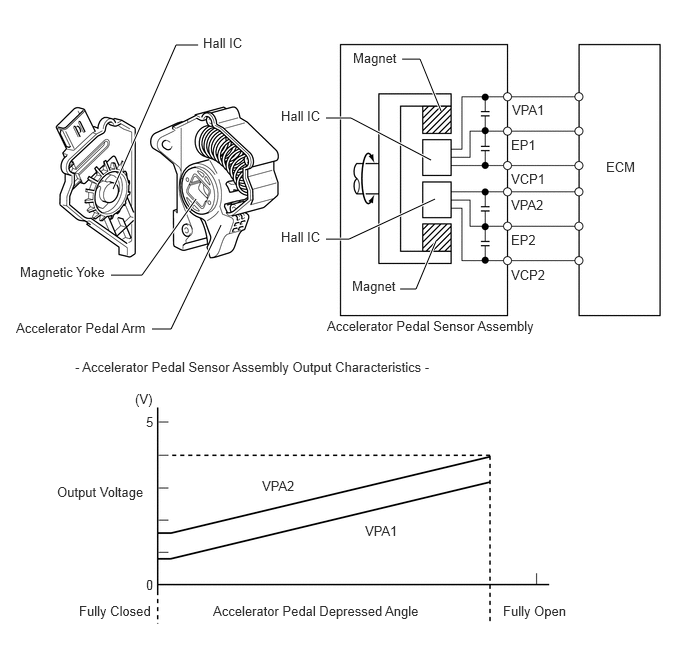 Hall IC
Magnetic Yoke
Accelerator Pedal Arm
Magnet
Hall IC
Hall IC
Magnet
VPA1
EP1
VCP1
VPA2
EP2
VCP2
ECM
Accelerator Pedal Sensor Assembly
- Accelerator Pedal Sensor Assembly Output Characteristics -
(V)
5
Output Voltage
VPA2
VPA1
0
Fully Closed
Accelerator Pedal Depressed Angle
Fully Open